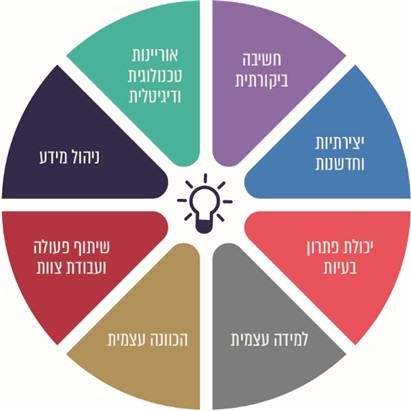 חשיבה
ביקורתית
יצירתיות
וחדשנות
יכולת פתרון
בעיות
למידה עצמית
הכוונה עצמית
שיתוף פעולה
ועבודת צוות
ניהול מידע
אוריינות
טכנולוגית
ודיגיטלית